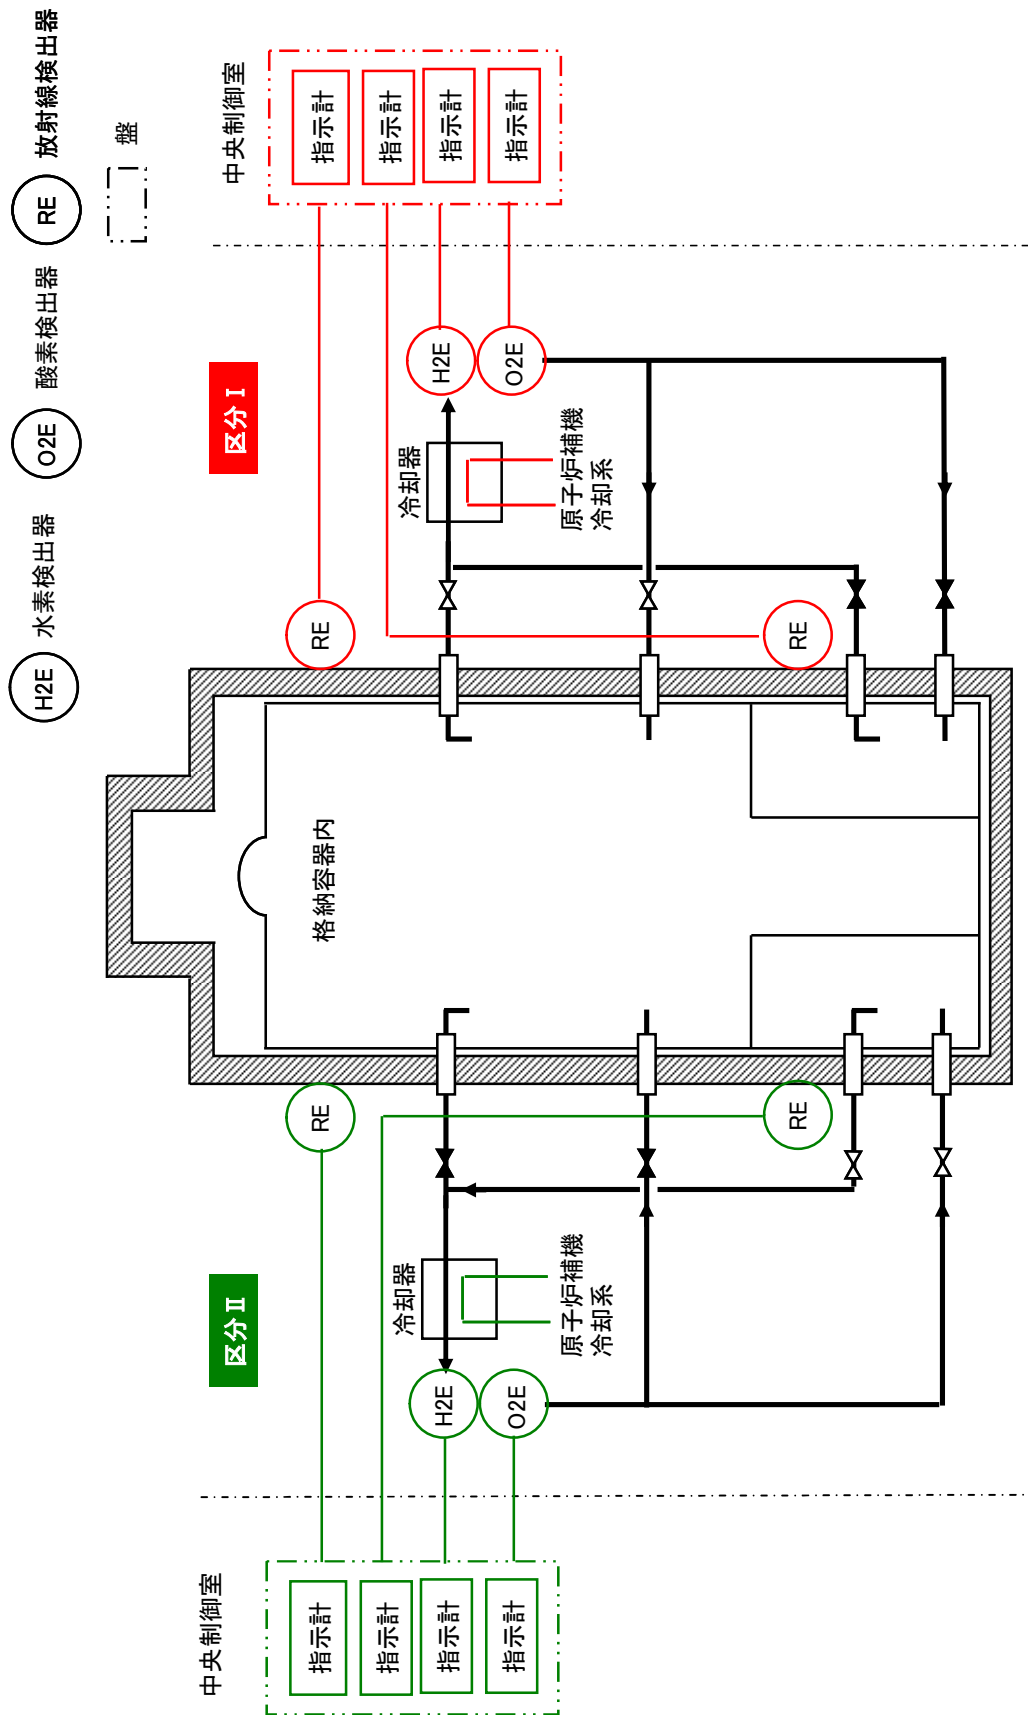 中央制御室
指示計
指示計
指示計
指示計
区分Ⅱ
H2E
O2E
冷却器
原子炉補機
冷却系
RE
RE
格納容器内
RE
RE
冷却器
原子炉補機
冷却系
H2E
O2E
区分Ⅰ
中央制御室
指示計
指示計
指示計
指示計
H2E 水素検出器
O2E 酸素検出器
RE 放射線検出器
盤